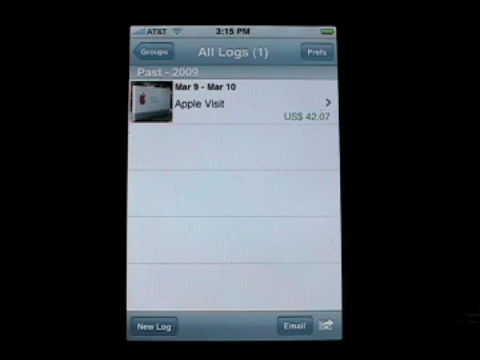 AT&T 3:15 PM
Groups All Logs (1) Prefs
Past - 2009
Mar 9 - Mar 10
Apple Visit
US$ 42.07
New Log Email